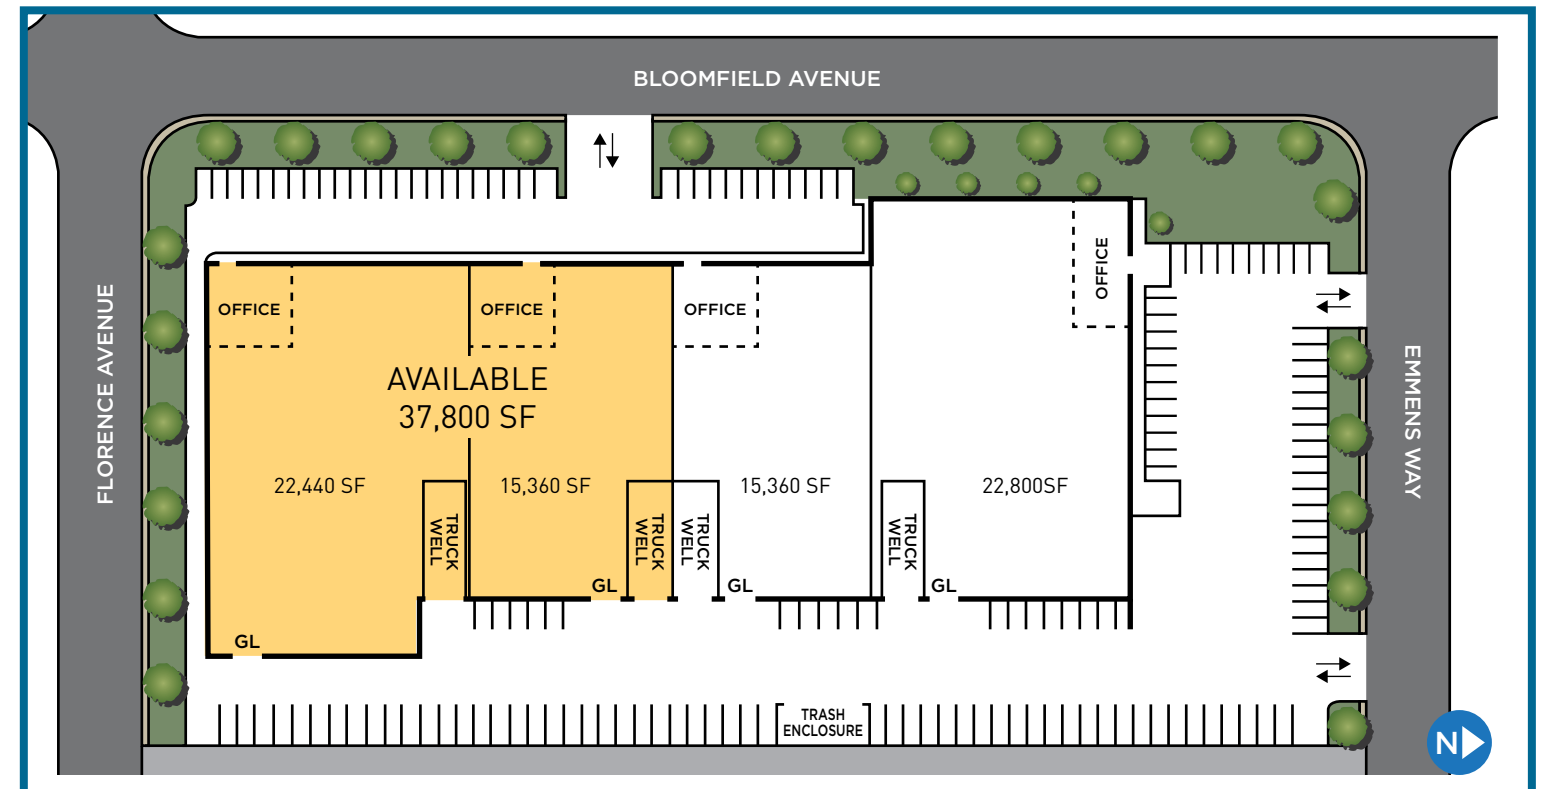 BLOOMFIELD AVENUE
FLORENCE AVENUE
EMMENS WAY
OFFICE
OFFICE
OFFICE
OFFICE
AVAILABLE
37,800 SF
22,440 SF
15,360 SF
15,360 SF
22,800SF
TRUCK
WELL
TRUCK
WELL
TRUCK
WELL
TRUCK
WELL
GL
GL
GL
GL
TRASH
ENCLOSURE
N